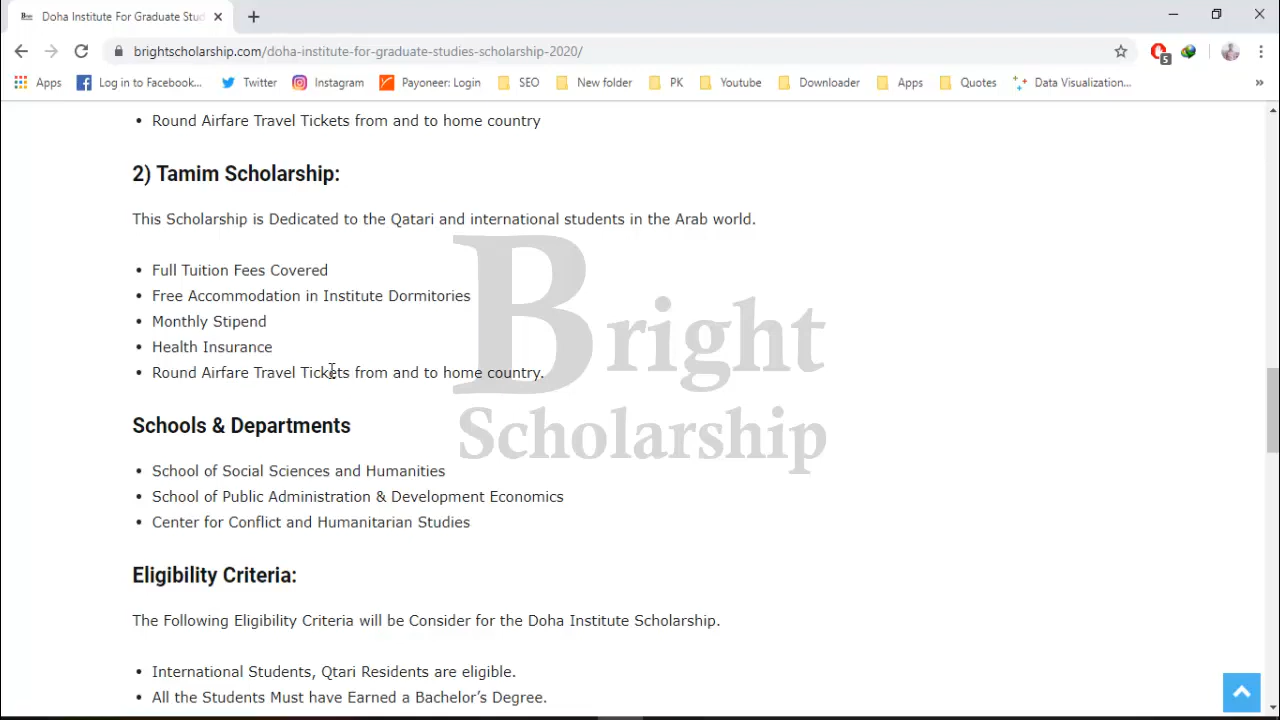 Doha Institute For Graduate Stud
brightscholarship.com/doha-institute-for-graduate-studies-scholarship-2020/
5
Apps
Log in to Facebook...
Twitter
Instagram
Payoneer: Login
SEO
New folder
PK
Youtube
Downloader
Apps
Quotes
Data Visualization...
»
• Round Airfare Travel Tickets from and to home country
2) Tamim Scholarship:
This Scholarship is Dedicated to the Qatari and international students in the Arab world.
• Full Tuition Fees Covered
• Free Accommodation in Institute Dormitories
• Monthly Stipend
• Health Insurance
• Round Airfare Travel Tickets from and to home country.
Bright
Scholarship
Schools & Departments
• School of Social Sciences and Humanities
• School of Public Administration & Development Economics
• Center for Conflict and Humanitarian Studies
Eligibility Criteria:
The Following Eligibility Criteria will be Consider for the Doha Institute Scholarship.
• International Students, Qtari Residents are eligible.
• All the Students Must have Earned a Bachelor’s Degree.